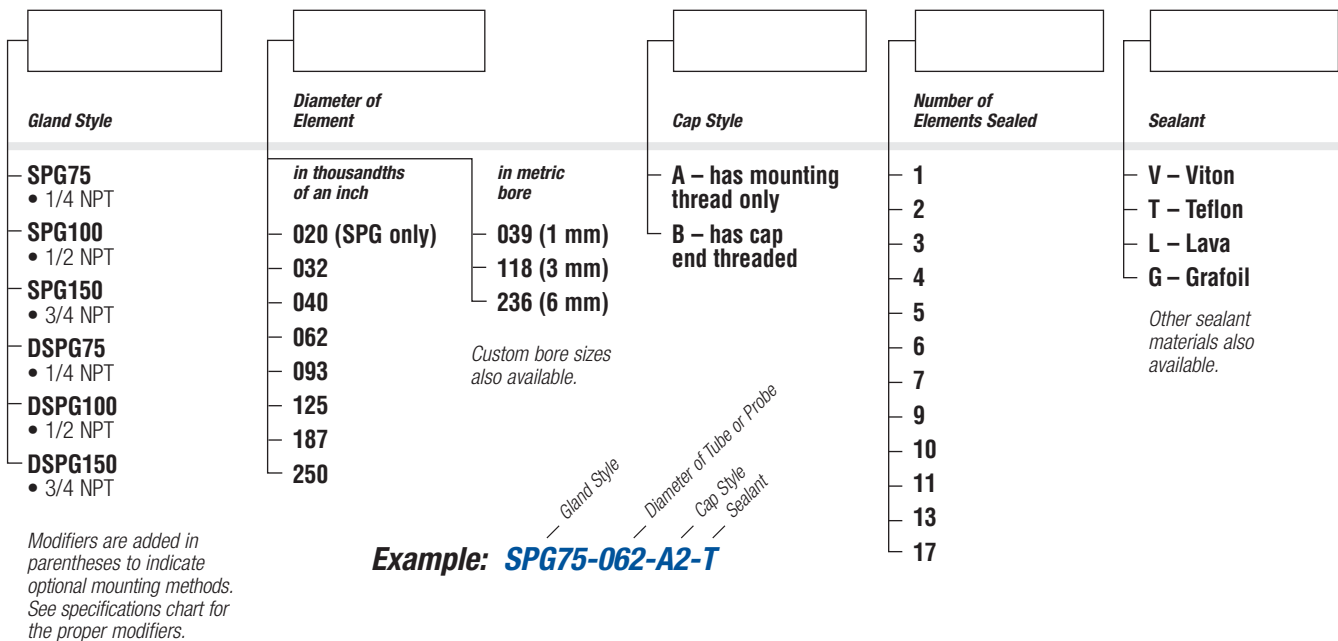 Gland Style
SPG75
• 1/4 NPT
SPG100
• 1/2 NPT
SPG150
• 3/4 NPT
DSPG75
• 1/4 NPT
DSPG100
• 1/2 NPT
DSPG150
• 3/4 NPT
Modifiers are added in
parentheses to indicate
optional mounting methods.
See specifications chart for
the proper modifiers.
Diameter of
Element
in thousandths
of an inch
020 (SPG only)
032
040
062
093
125
187
250
in metric
bore
039 (1 mm)
118 (3 mm)
236 (6 mm)
Custom bore sizes
also available.
Cap Style
A – has mounting
thread only
B – has cap
end threaded
Number of
Elements Sealed
1
2
3
4
5
6
7
9
10
11
13
17
Sealant
V – Viton
T – Teflon
L – Lava
G – Grafoil
Other sealant
materials also
available.
Gland Style
Diameter of Tube or Probe
Cap Style
Sealant
Example: SPG75-062-A2-T